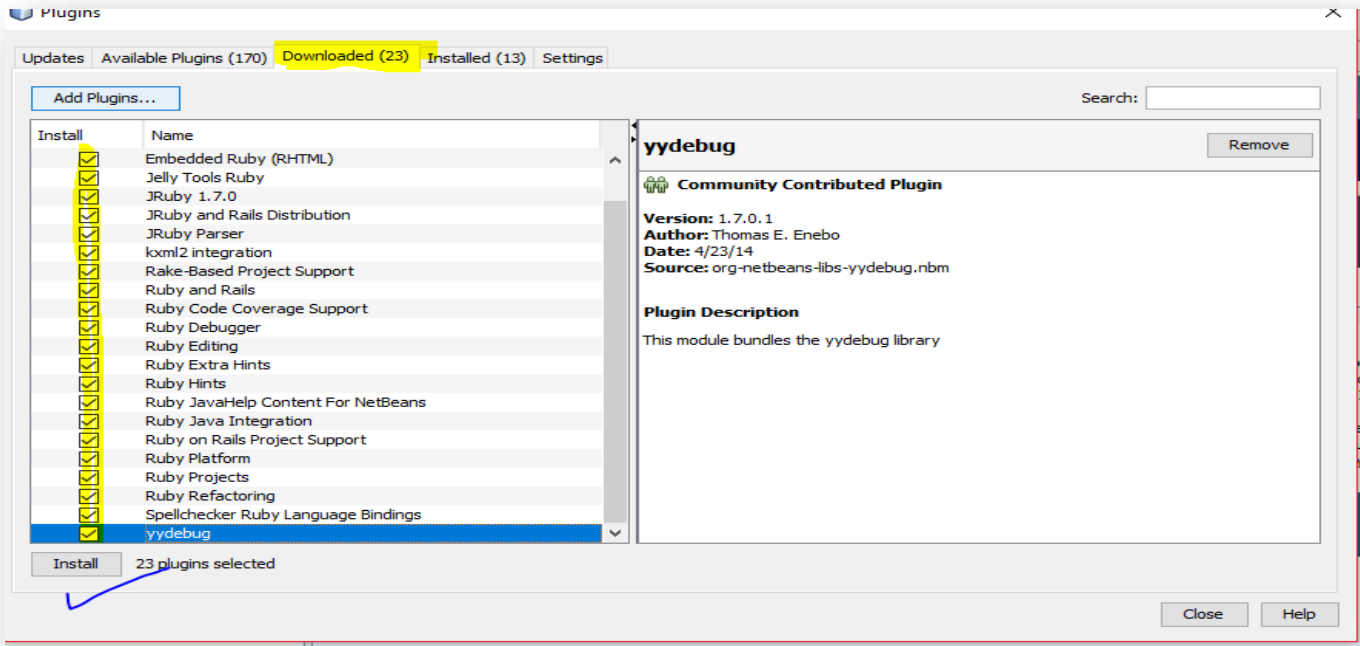 Plugins
Updates Available Plugins (170) Downloaded (23) Installed (13) Settings
Add Plugins... Search:
Install Name
Embedded Ruby (RHTML)
Jelly Tools Ruby
JRuby 1.7.0
JRuby and Rails Distribution
JRuby Parser
kxml2 integration
Rake-Based Project Support
Ruby and Rails
Ruby Code Coverage Support
Ruby Debugger
Ruby Editing
Ruby Extra Hints
Ruby Hints
Ruby JavaHelp Content For NetBeans
Ruby Java Integration
Ruby on Rails Project Support
Ruby Platform
Ruby Projects
Ruby Refactoring
Spellchecker Ruby Language Bindings
yydebug
yydebug Remove
Community Contributed Plugin
Version: 1.7.0.1
Author: Thomas E. Enebo
Date: 4/23/14
Source: org-netbeans-libs-yydebug.nbm
Plugin Description
This module bundles the yydebug library
Install 23 plugins selected
Close Help